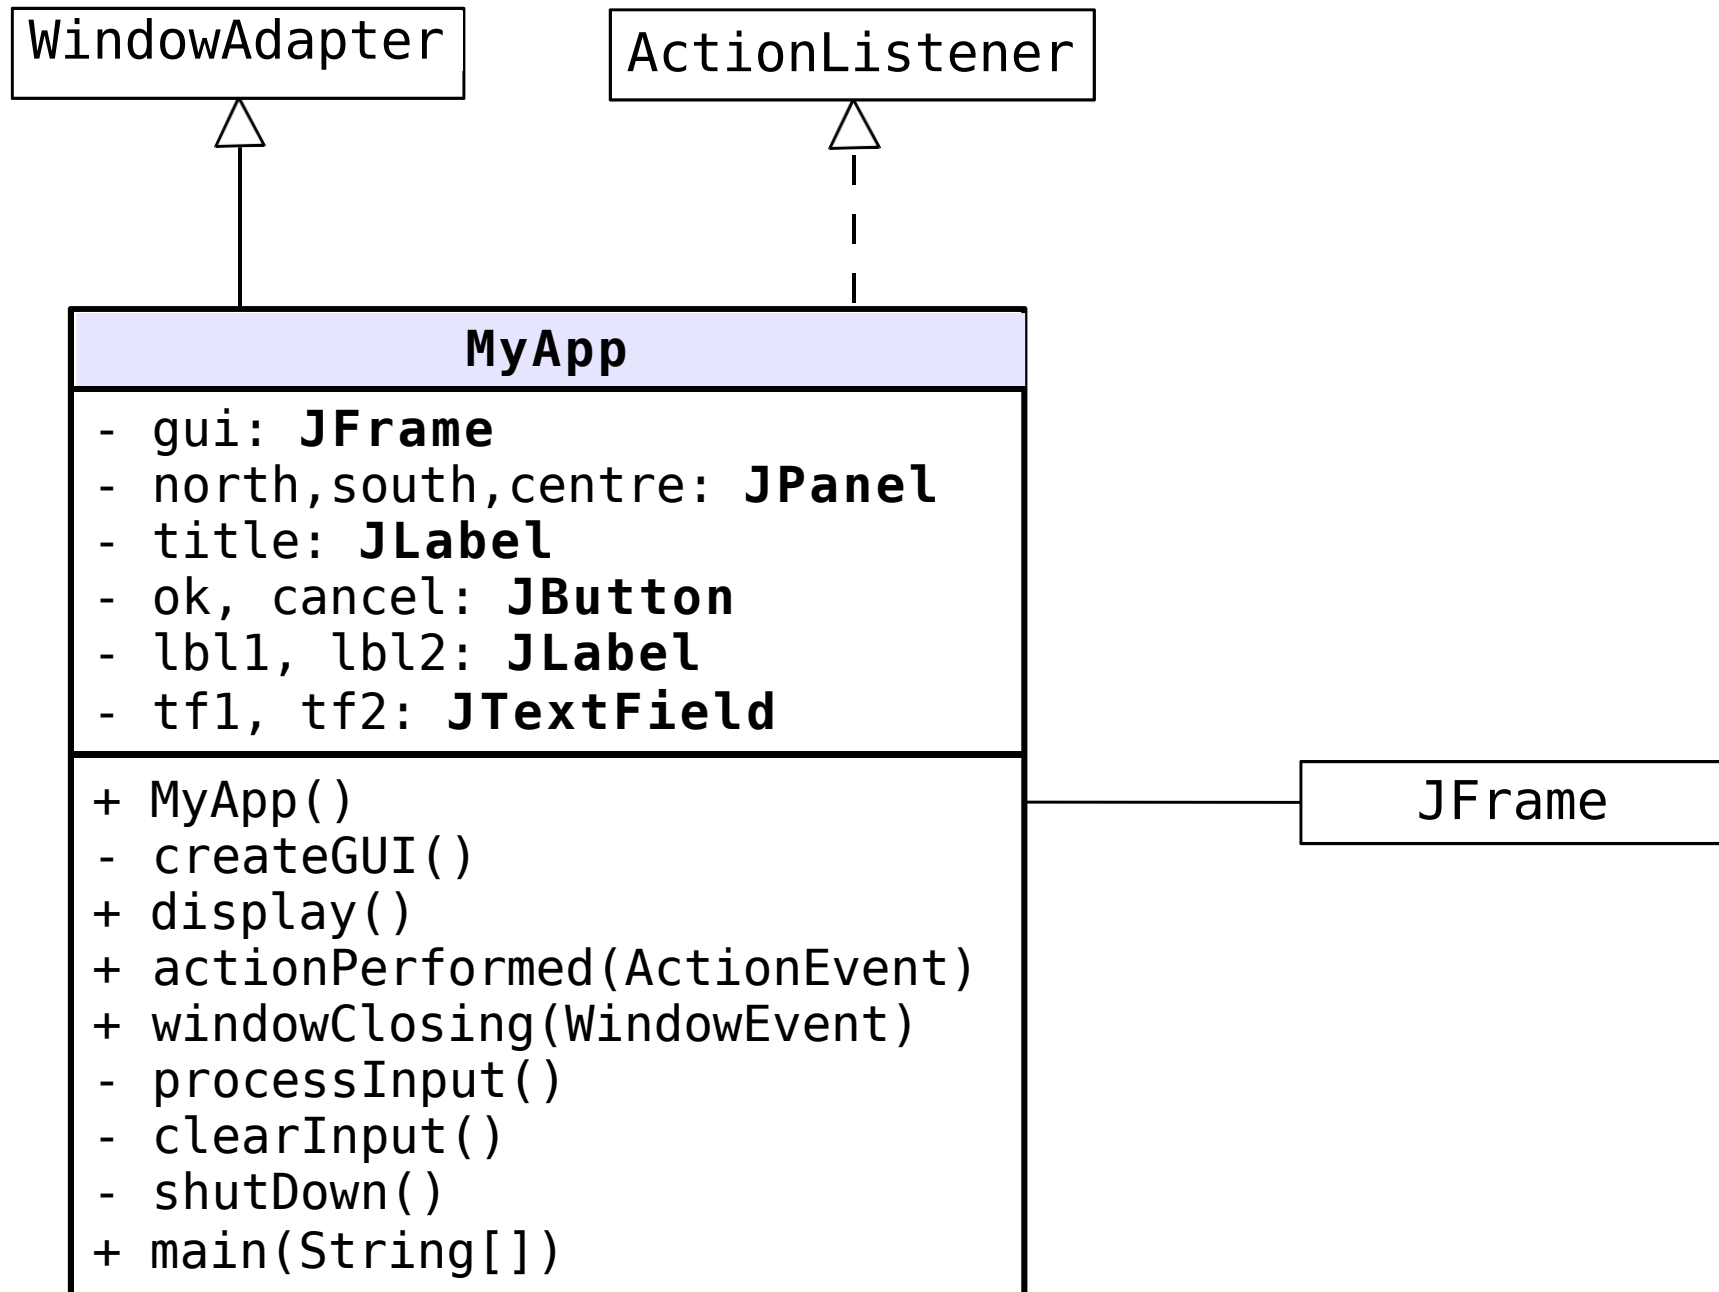 WindowAdapter
ActionListener
MyApp
- gui: JFrame
- north,south,centre: JPanel
- title: JLabel
- ok, cancel: JButton
- lbl1, lbl2: JLabel
- tf1, tf2: JTextField
+ MyApp()
- createGUI()
+ display()
+ actionPerformed(ActionEvent)
+ windowClosing(WindowEvent)
- processInput()
- clearInput()
- shutDown()
+ main(String[])
JFrame